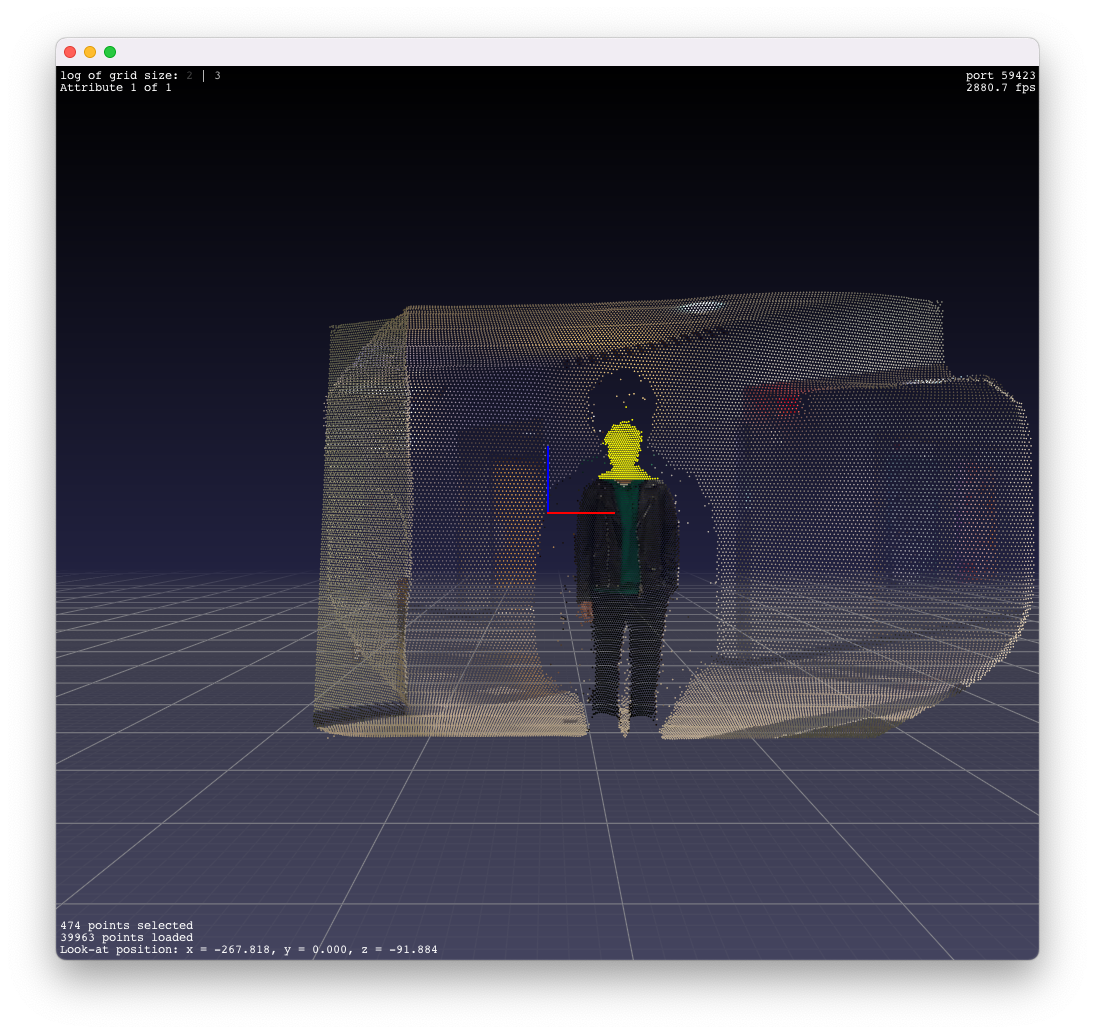 log of grid size: 2 | 3
Attribute 1 of 1
port 59423
2880.7 fps
474 points selected
39963 points loaded
Look-at position: x = -267.818, y = 0.000, z = -91.884